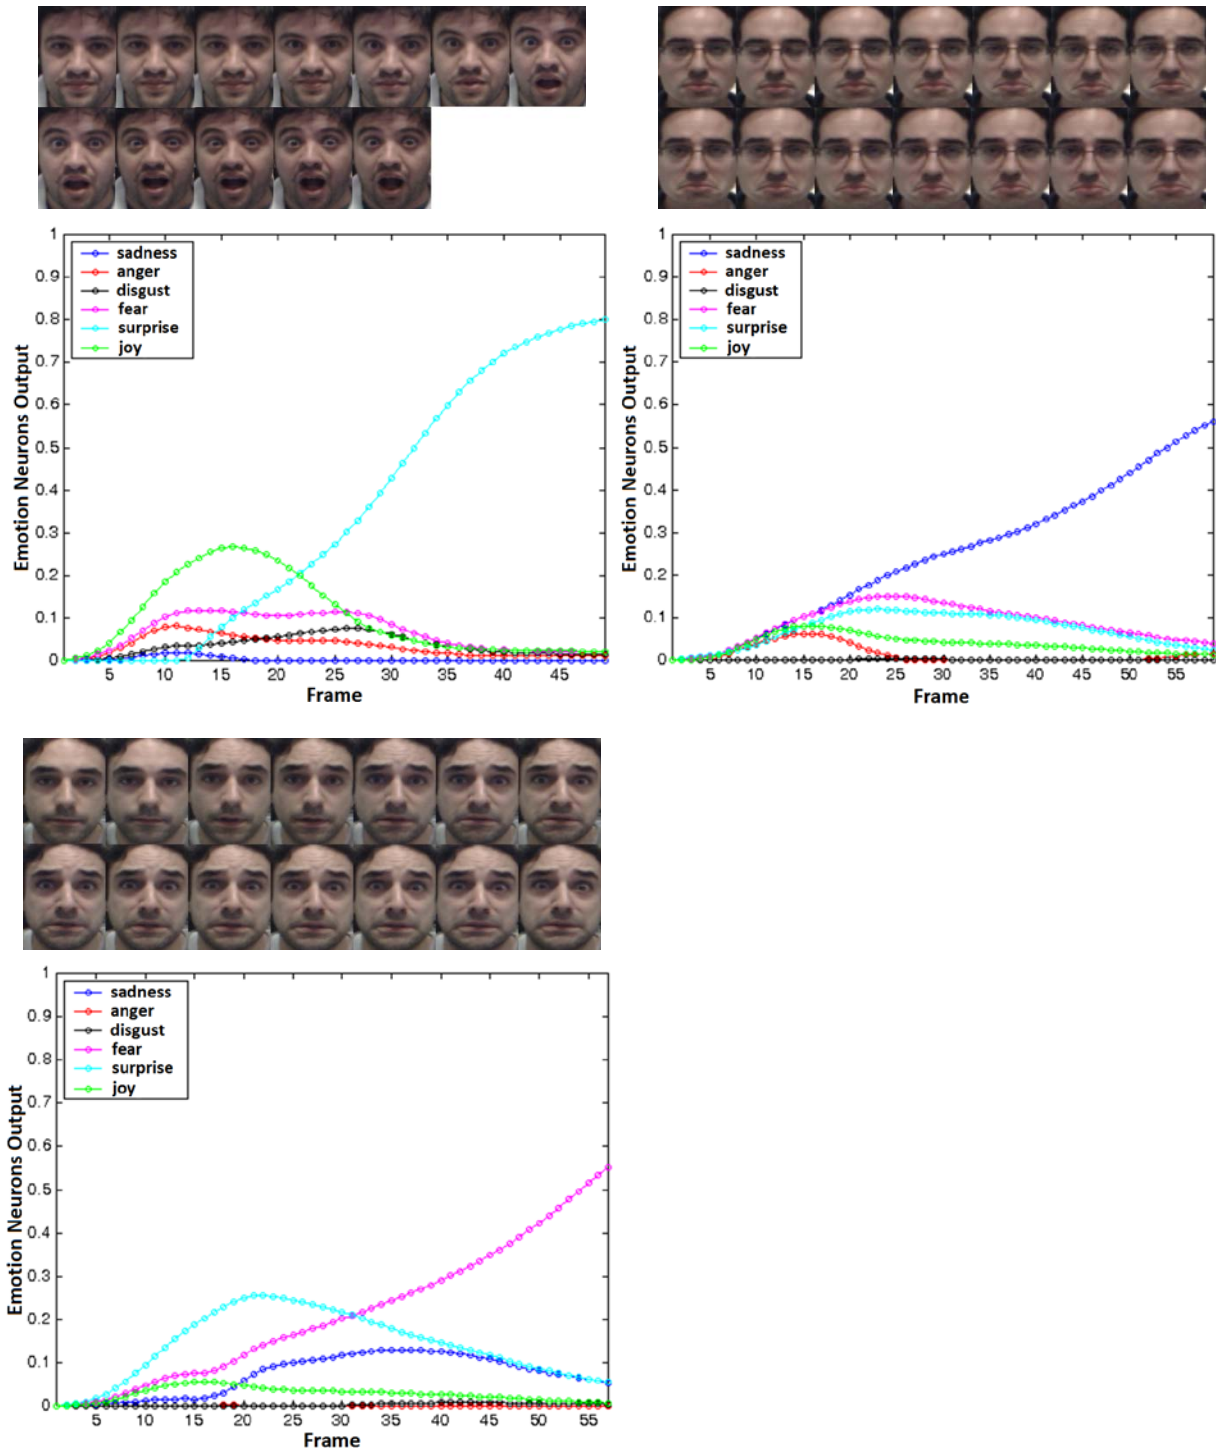 1
0.9
0.8
0.7
0.6
0.5
0.4
0.3
0.2
0.1
0
sadness
anger
disgust
fear
surprise
joy
Emotion Neurons Output
5 10 15 20 25 30 35 40 45
Frame
1
0.9
0.8
0.7
0.6
0.5
0.4
0.3
0.2
0.1
0
sadness
anger
disgust
fear
surprise
joy
Emotion Neurons Output
5 10 15 20 25 30 35 40 45 50 55
Frame
1
0.9
0.8
0.7
0.6
0.5
0.4
0.3
0.2
0.1
0
sadness
anger
disgust
fear
surprise
joy
Emotion Neurons Output
5 10 15 20 25 30 35 40 45 50 55
Frame